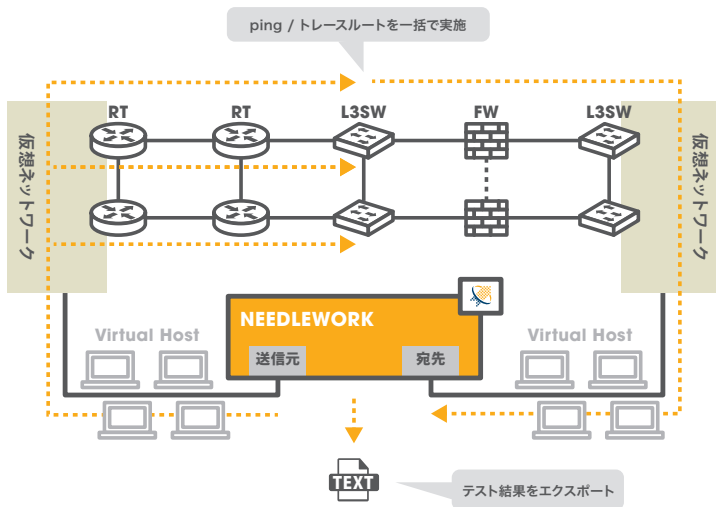 ping / トレースルートを一括で実施
RT
RT
L3SW
FW
L3SW
仮想ネットワーク
仮想ネットワーク
Virtual Host
NEEDLEWORK
Virtual Host
送信元
宛先
TEXT
テスト結果をエクスポート